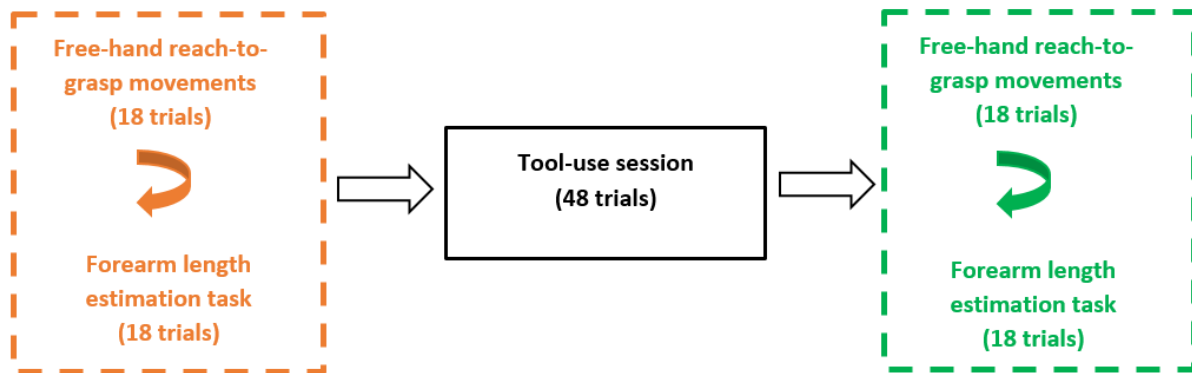 Free-hand reach-to-
grasp movements
(18 trials)
Forearm length
estimation task
(18 trials)
Tool-use session
(48 trials)
Free-hand reach-to-
grasp movements
(18 trials)
Forearm length
estimation task
(18 trials)